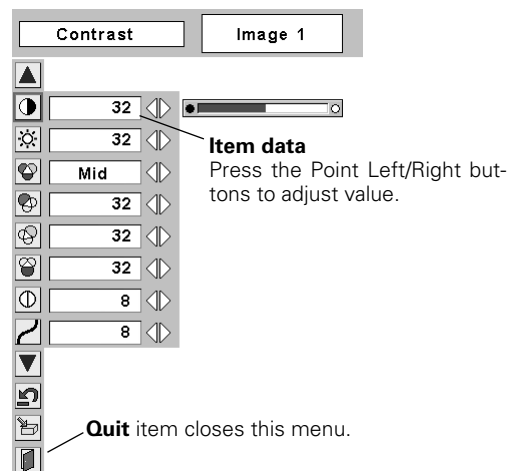 Contrast Image 1
32
32
Item data
Mid
Press the Point Left/Right but-
tons to adjust value.
32
32
32
8
8
Quit item closes this menu.